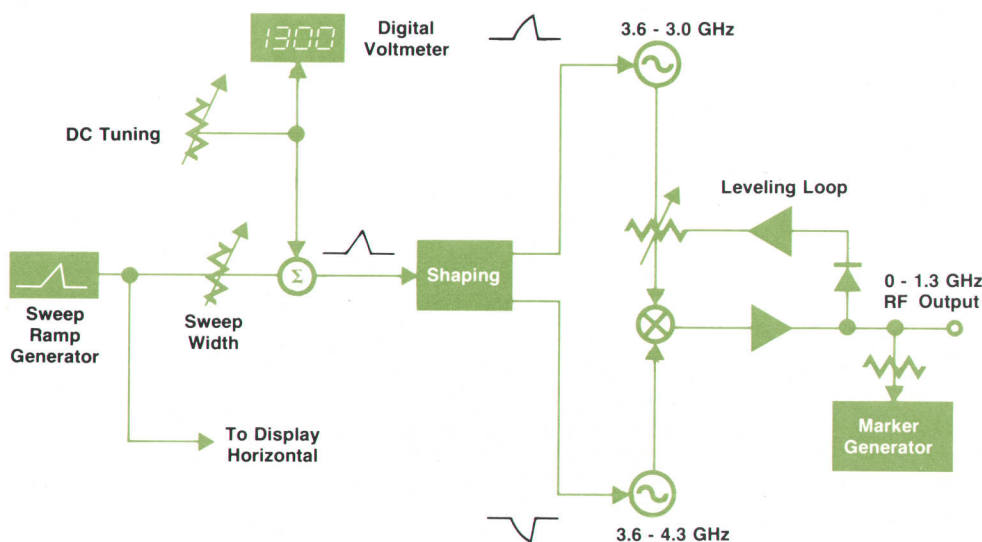 1300
Digital
Voltmeter
3.6 - 3.0 GHz
DC Tuning
Leveling Loop
Sweep
Ramp
Generator
Sweep
Width
Σ
Shaping
0 - 1.3 GHz
RF Output
To Display
Horizontal
Marker
Generator
3.6 - 4.3 GHz